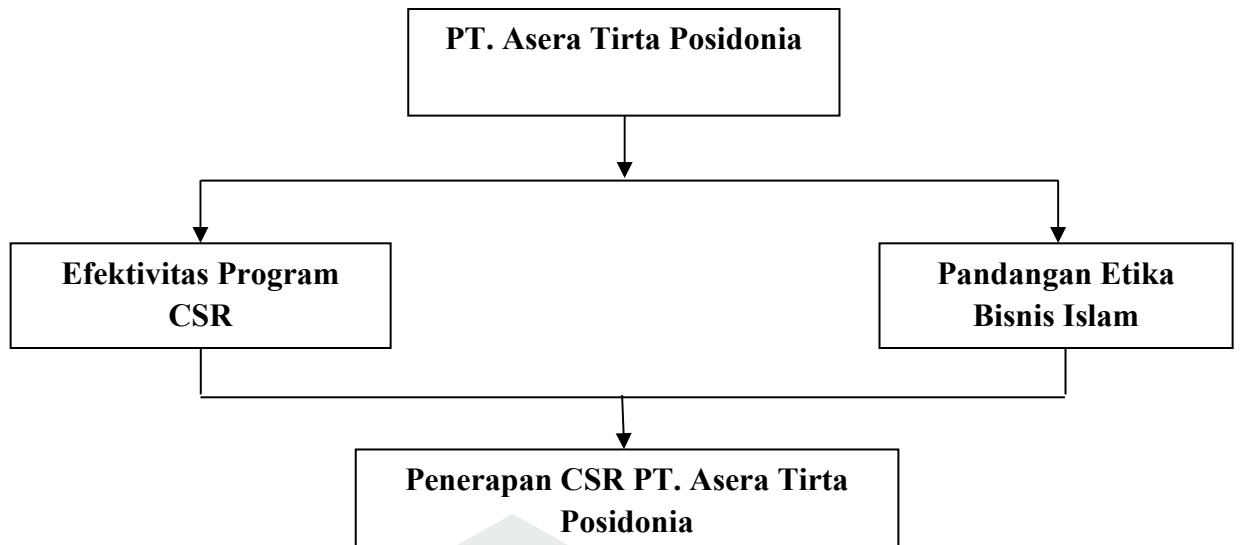 PT. Asera Tirta Posidonia
Efektivitas Program
CSR
Pandangan Etika
Bisnis Islam
Penerapan CSR PT. Asera Tirta
Posidonia